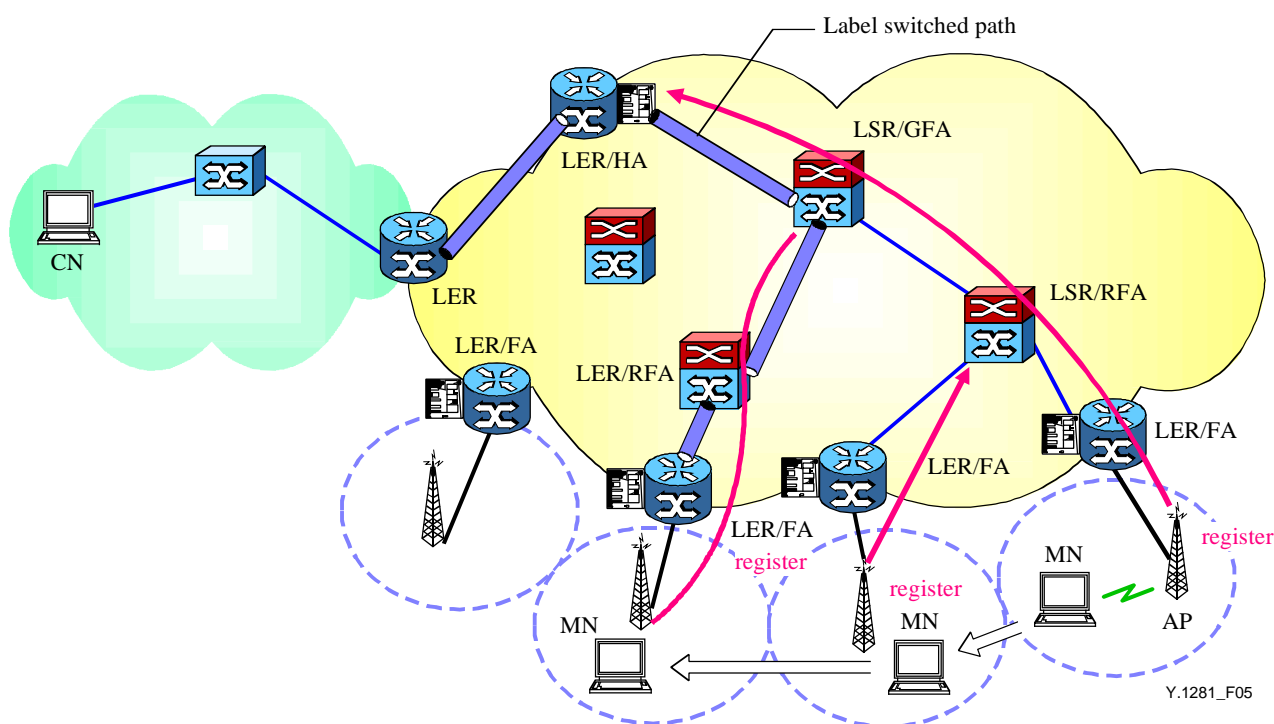 Label switched path
LSR/GFA
LER/HA
CN
LER
LSR/RFA
LER/FA
LER/RFA
LER/FA
LER/FA
LER/FA
register
register
register
MN
MN
MN
AP
Y.1281_F05